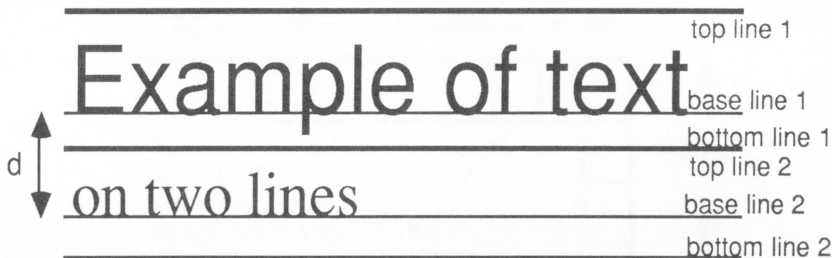 top line 1
Example of text
base line 1
bottom line 1
top line 2
d
on two lines
base line 2
bottom line 2